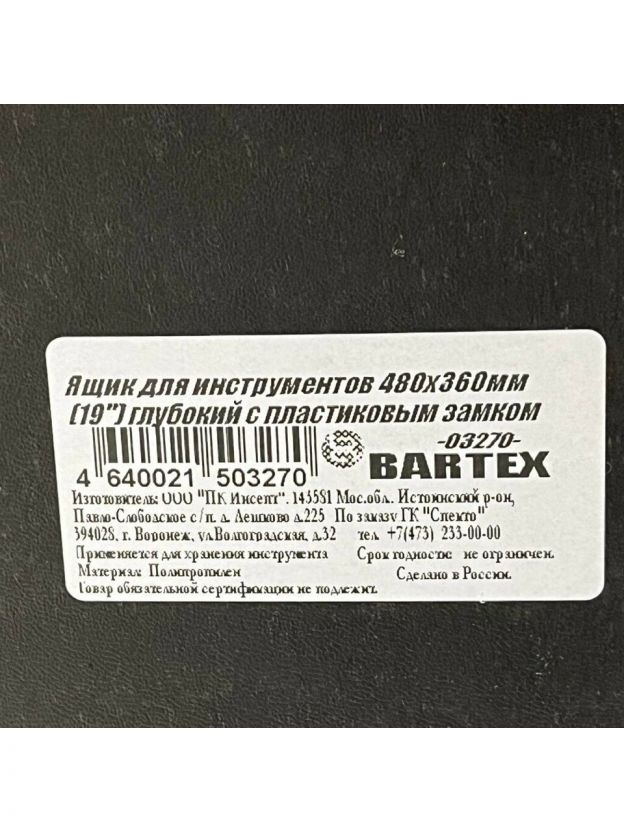 Ящик для инструментов 480х360мм
(19") глубокий с пластиковым замком
-03270-
BARTEX
4 640021 503270
Изготовитель: ООО "ПК Инсепт". 143581 Мос.обл. Истринский р-он,
Павло-Слободское с/п. д. Лешково д.225 По заказу ГК "Спекто"
394028, г. Воронеж, ул.Волгоградская, д.32 тел. +7(473) 233-00-00
Применяется для хранения инструмента Срок годности: не ограничен.
Материал: Полипропилен Сделано в России.
Товар обязательной сертификации не подлежит.